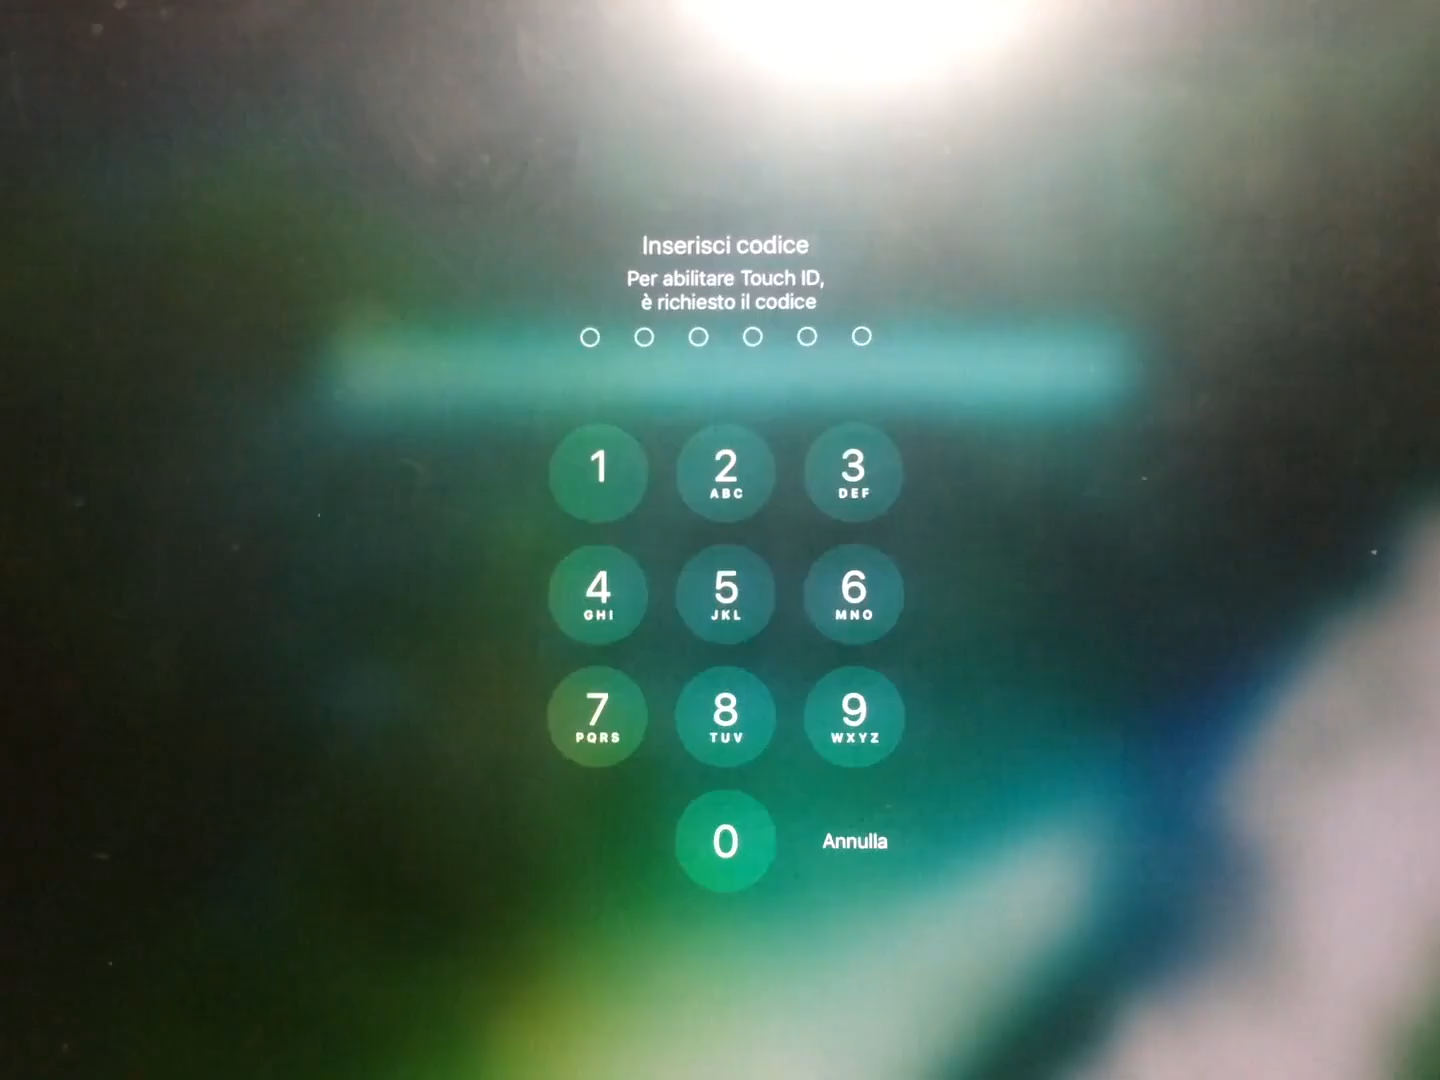 Inserisci codice
Per abilitare Touch ID,
è richiesto il codice
1
2
ABC
3
DEF
4
GHI
5
JKL
6
MNO
7
PQRS
8
TUV
9
WXYZ
0
Annulla